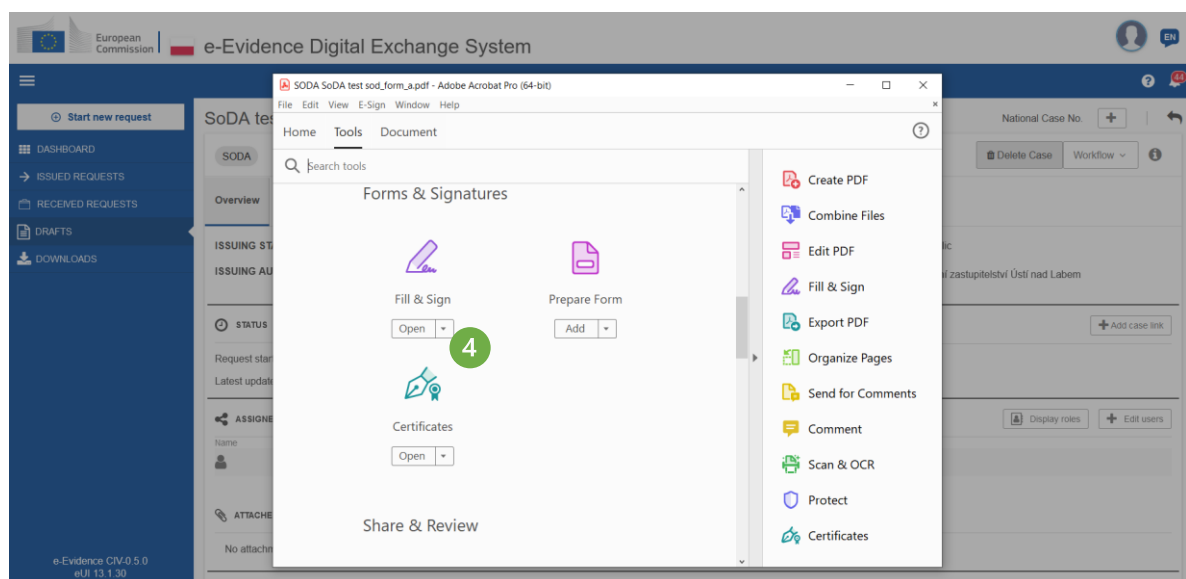 European
Commission
e-Evidence Digital Exchange System
EN
44
Start new request
DASHBOARD
ISSUED REQUESTS
RECEIVED REQUESTS
DRAFTS
DOWNLOADS
e-Evidence CIV-0.5.0
eUI 13.1.30
SoDA te
National Case No.
SODA
Delete Case
Workflow
Overview
ISSUING ST
ISSUING AU
zastupitelství Ústí nad Labem
STATUS
Add case link
Request star
Latest updat
ASSIGNE
Display roles
Edit users
Name
ATTACHE
No attachn
SODA SoDA test sod_form_a.pdf - Adobe Acrobat Pro (64-bit)
File Edit View E-Sign Window Help
Home Tools Document
Search tools
Forms & Signatures
Fill & Sign
Open
Prepare Form
Add
4
Certificates
Open
Share & Review
Create PDF
Combine Files
Edit PDF
Fill & Sign
Export PDF
Organize Pages
Send for Comments
Comment
Scan & OCR
Protect
Certificates